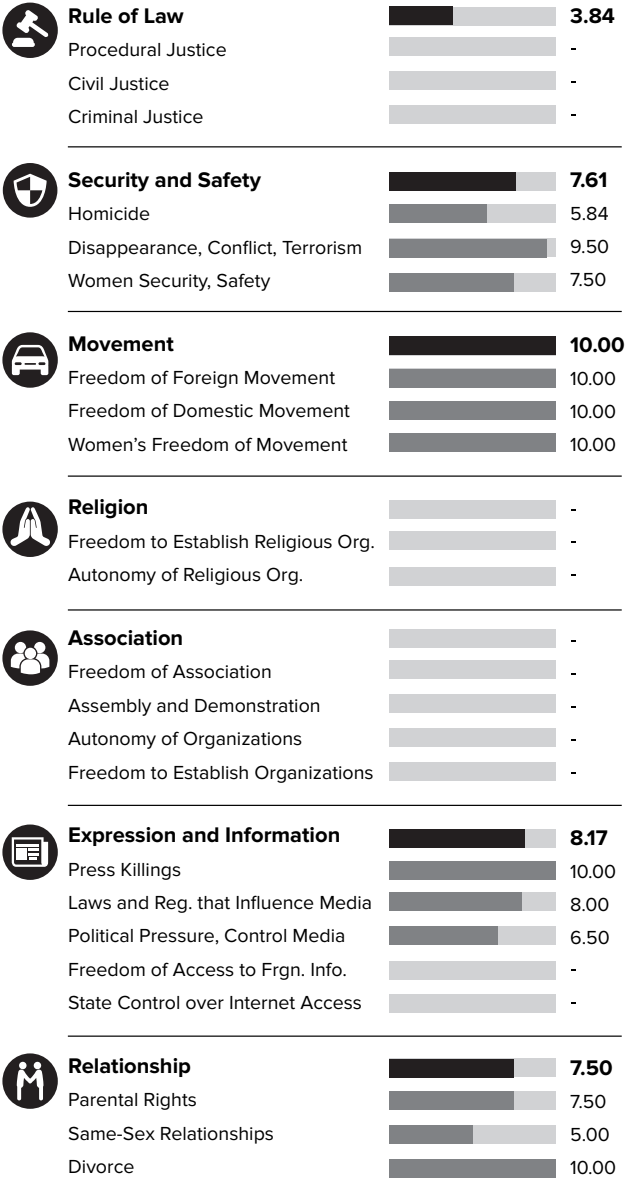 Rule of Law 3.84
Procedural Justice -
Civil Justice -
Criminal Justice -
Security and Safety 7.61
Homicide 5.84
Disappearance, Conflict, Terrorism 9.50
Women Security, Safety 7.50
Movement 10.00
Freedom of Foreign Movement 10.00
Freedom of Domestic Movement 10.00
Women's Freedom of Movement 10.00
Religion -
Freedom to Establish Religious Org. -
Autonomy of Religious Org. -
Association -
Freedom of Association -
Assembly and Demonstration -
Autonomy of Organizations -
Freedom to Establish Organizations -
Expression and Information 8.17
Press Killings 10.00
Laws and Reg. that Influence Media 8.00
Political Pressure, Control Media 6.50
Freedom of Access to Frgn. Info. -
State Control over Internet Access -
Relationship 7.50
Parental Rights 7.50
Same-Sex Relationships 5.00
Divorce 10.00